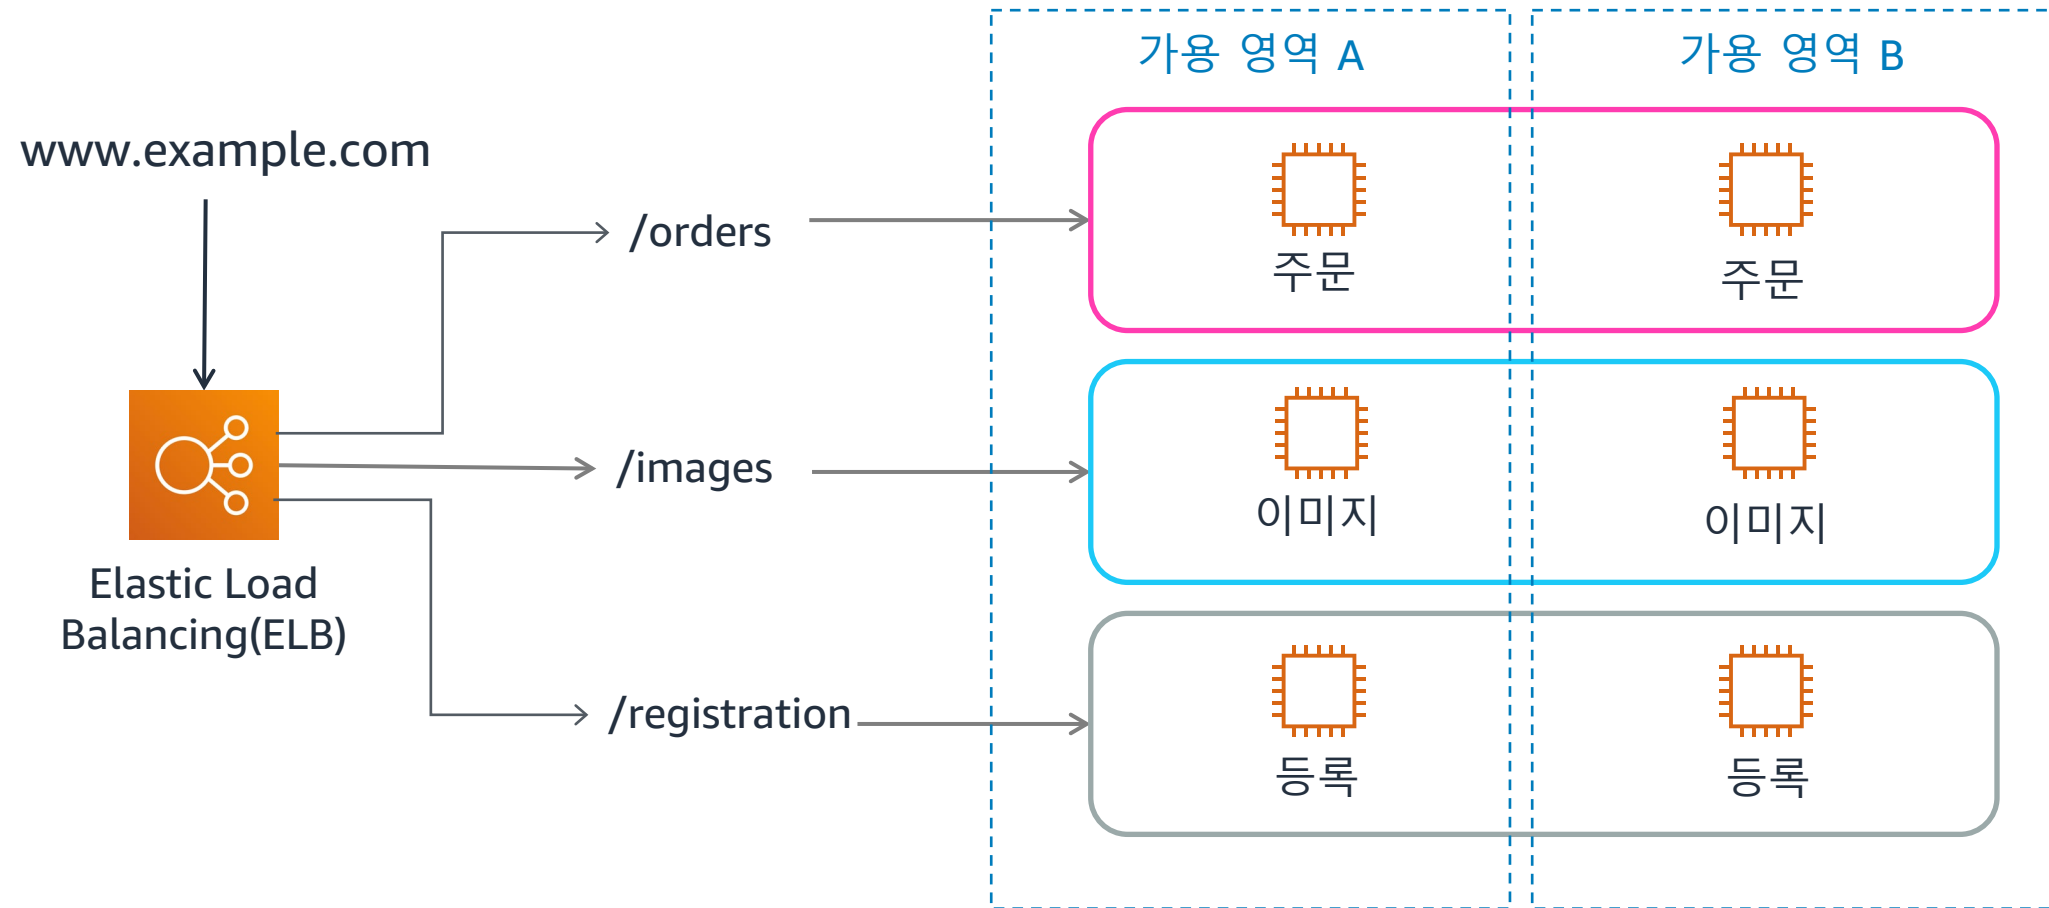 가용 영역 A
가용 영역 B
www.example.com
/orders
주문
주문
/images
이미지
이미지
Elastic Load
Balancing(ELB)
/registration
등록
등록